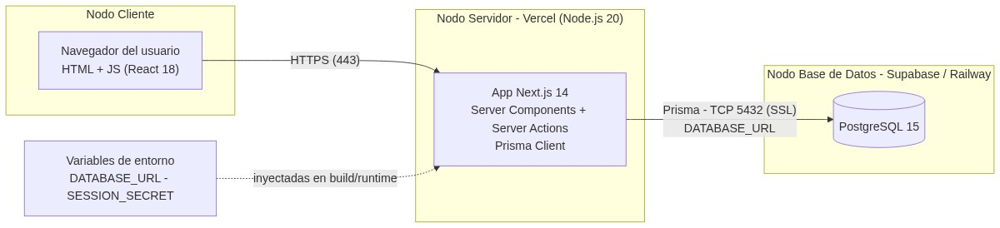 Nodo Cliente
Navegador del usuario
HTML + JS (React 18)
Variables de entorno
DATABASE_URL -
SESSION_SECRET
HTTPS (443)
inyectadas en build/runtime
Nodo Servidor - Vercel (Node.js 20)
App Next.js 14
Server Components +
Server Actions
Prisma Client
Prisma - TCP 5432 (SSL)
DATABASE_URL
Nodo Base de Datos - Supabase / Railway
PostgreSQL 15